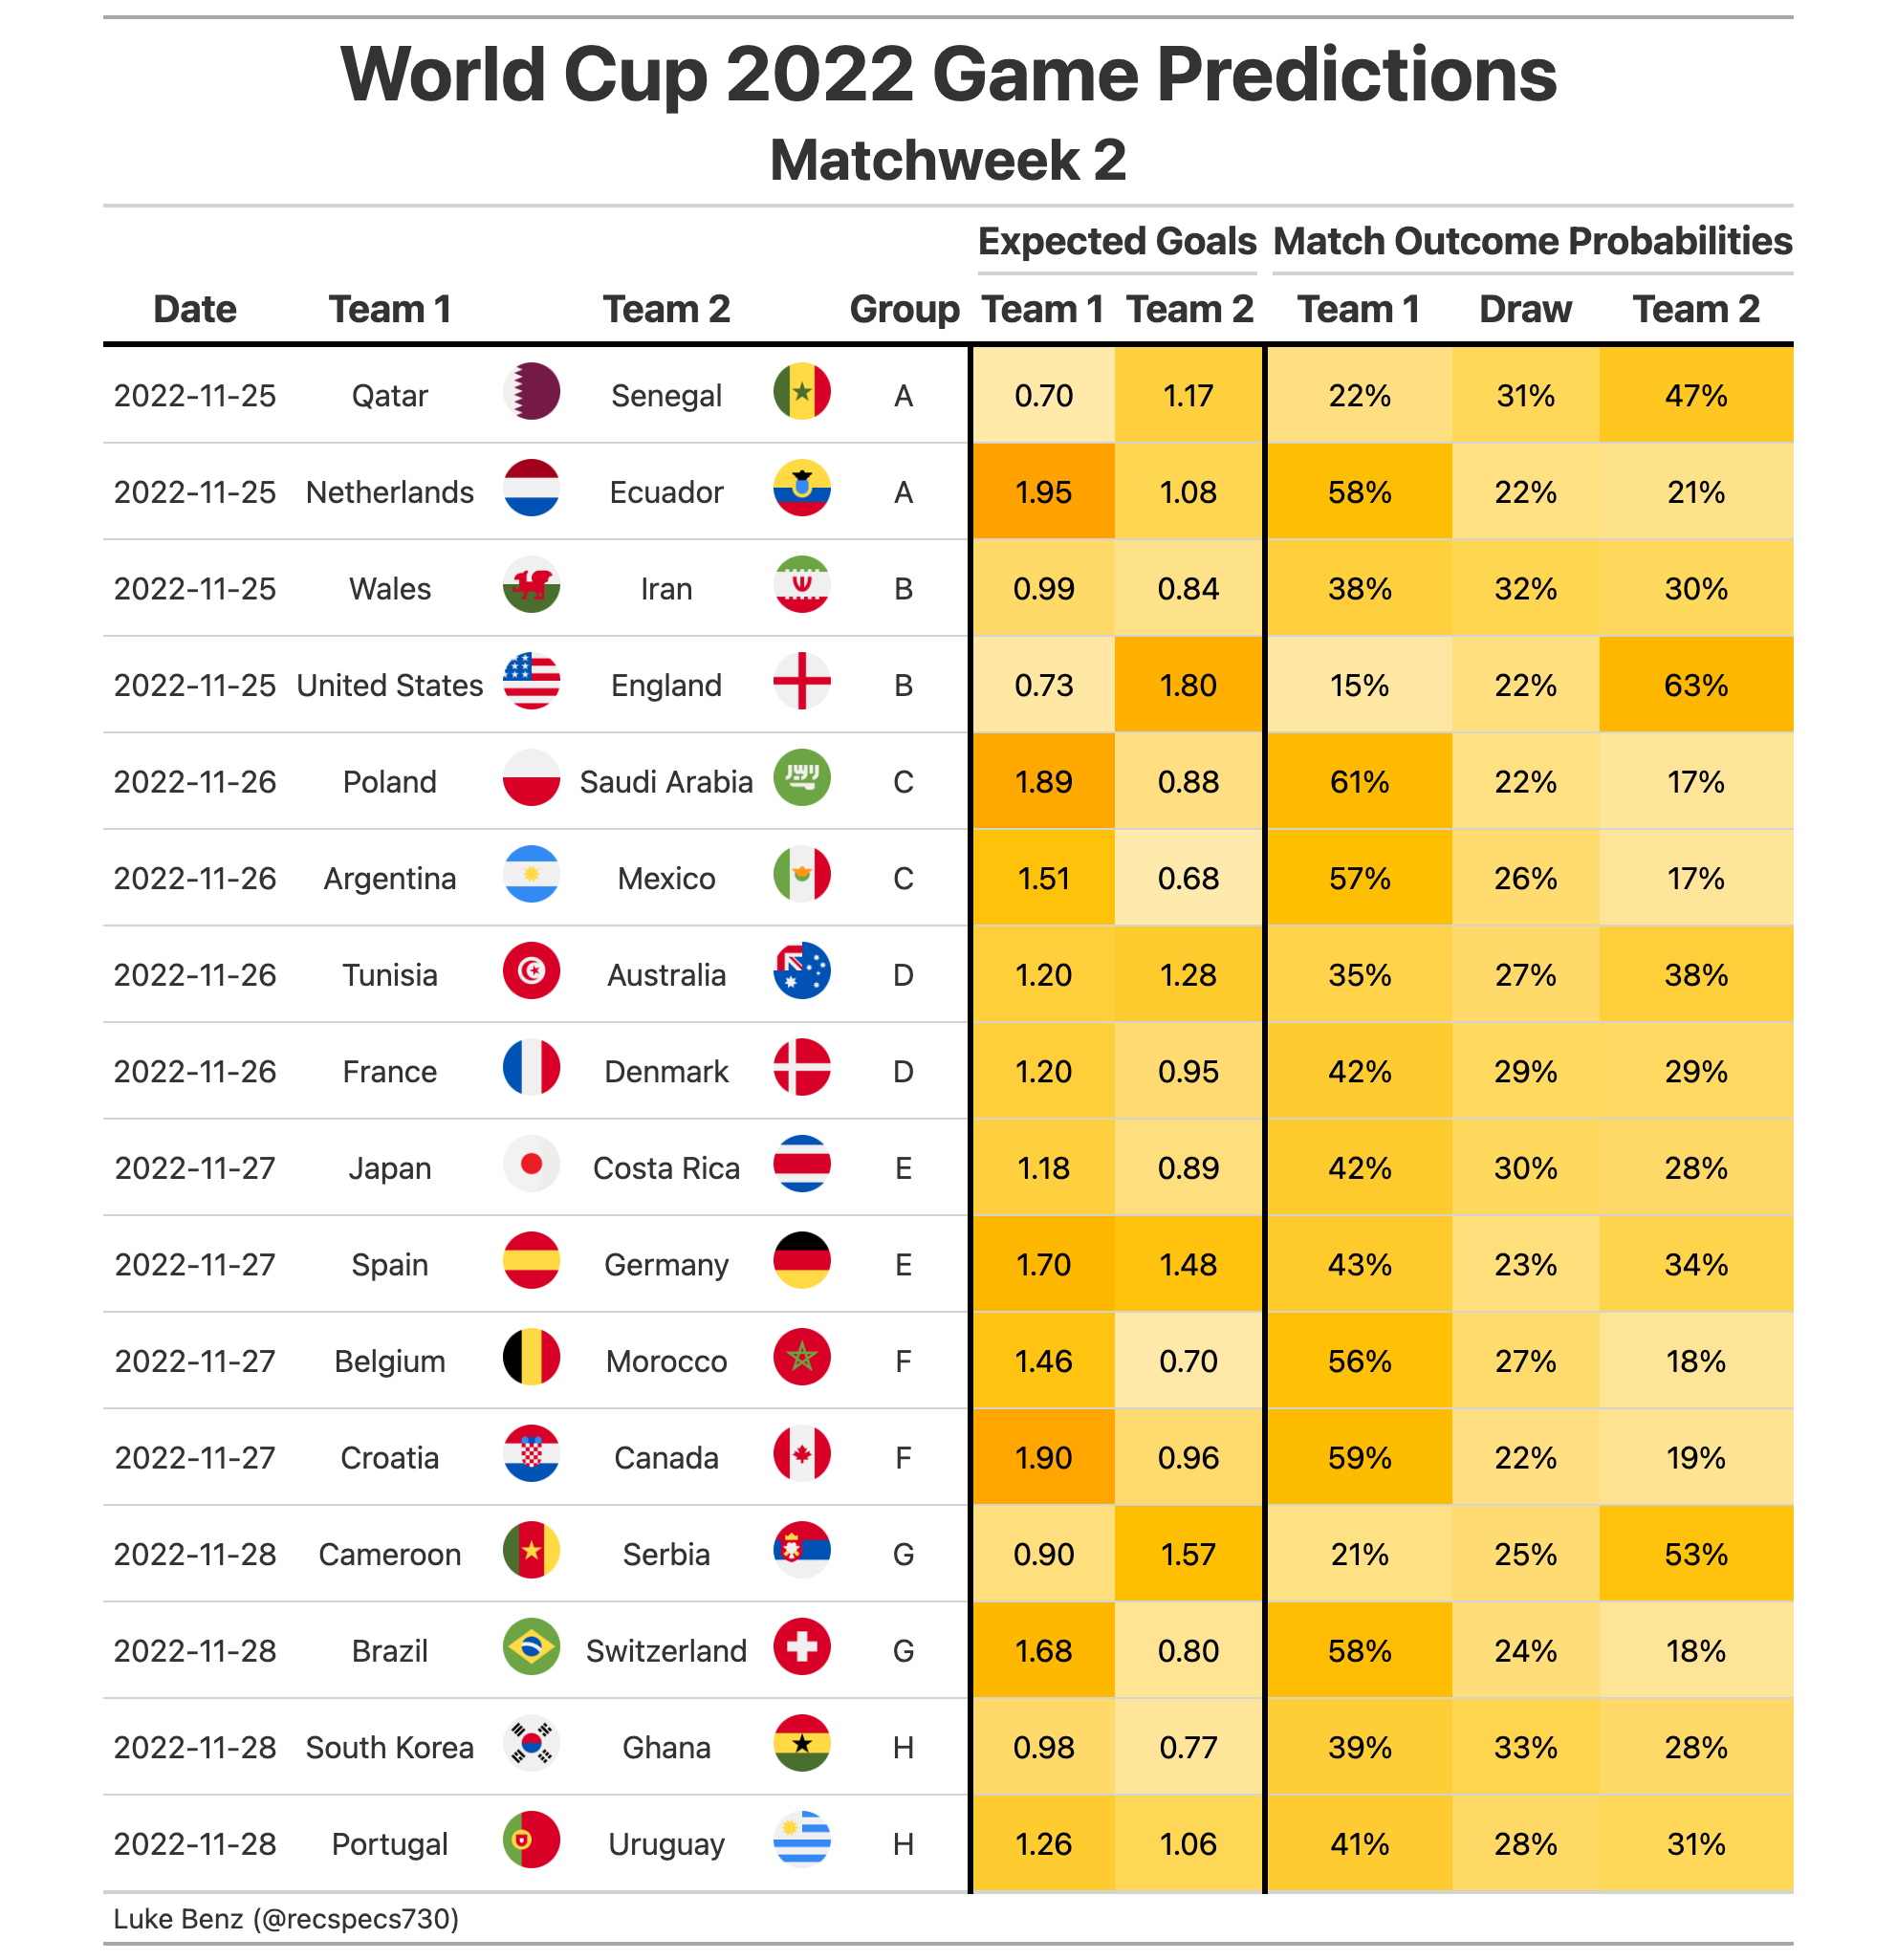 World Cup 2022 Game Predictions
Matchweek 2
Expected Goals Match Outcome Probabilities
Date Team 1 Team 2 Group Team 1 Team 2 Team 1 Draw Team 2
2022-11-25 Qatar Senegal A 0.70 1.17 22% 31% 47%
2022-11-25 Netherlands Ecuador A 1.95 1.08 58% 22% 21%
2022-11-25 Wales Iran B 0.99 0.84 38% 32% 30%
2022-11-25 United States England B 0.73 1.80 15% 22% 63%
2022-11-26 Poland Saudi Arabia C 1.89 0.88 61% 22% 17%
2022-11-26 Argentina Mexico C 1.51 0.68 57% 26% 17%
2022-11-26 Tunisia Australia D 1.20 1.28 35% 27% 38%
2022-11-26 France Denmark D 1.20 0.95 42% 29% 29%
2022-11-27 Japan Costa Rica E 1.18 0.89 42% 30% 28%
2022-11-27 Spain Germany E 1.70 1.48 43% 23% 34%
2022-11-27 Belgium Morocco F 1.46 0.70 56% 27% 18%
2022-11-27 Croatia Canada F 1.90 0.96 59% 22% 19%
2022-11-28 Cameroon Serbia G 0.90 1.57 21% 25% 53%
2022-11-28 Brazil Switzerland G 1.68 0.80 58% 24% 18%
2022-11-28 South Korea Ghana H 0.98 0.77 39% 33% 28%
2022-11-28 Portugal Uruguay H 1.26 1.06 41% 28% 31%
Luke Benz (@recspecs730)